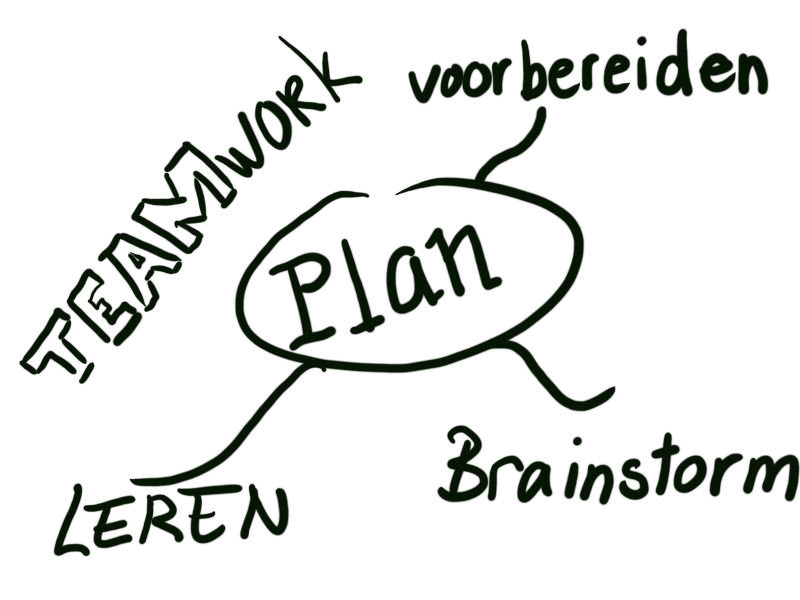 TEAMWORK
voorbereiden
Plan
LEREN
Brainstorm